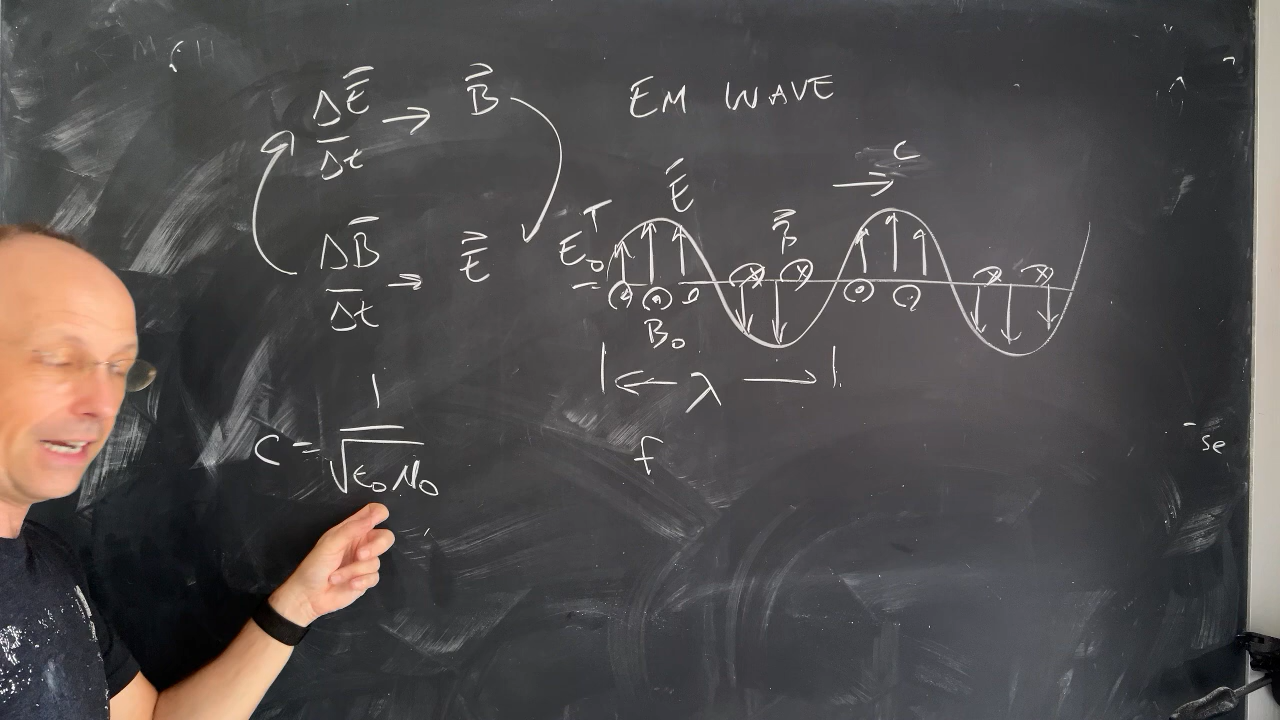 ΔE⃗/Δt → B⃗
ΔB⃗/Δt → E⃗
c = 1/√ε₀μ₀
EM WAVE
c →
E⃗
E₀
B⃗
B₀
|← λ →|
f